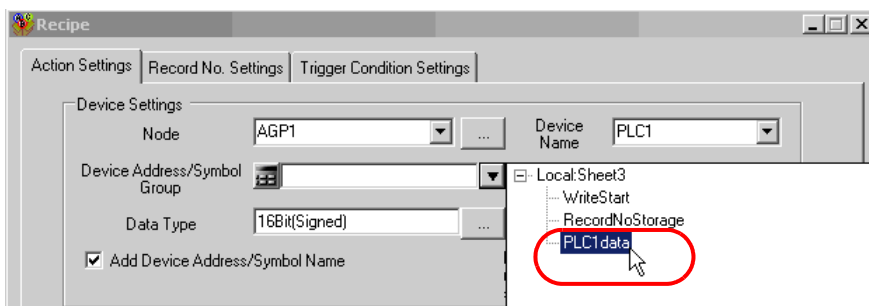 Recipe
Action Settings Record No. Settings Trigger Condition Settings
Device Settings
Node AGP1 ... Device Name PLC1
Device Address/Symbol Group
Local:Sheet3
WriteStart
RecordNoStorage
PLC1data
Data Type 16Bit(Signed) ...
Add Device Address/Symbol Name